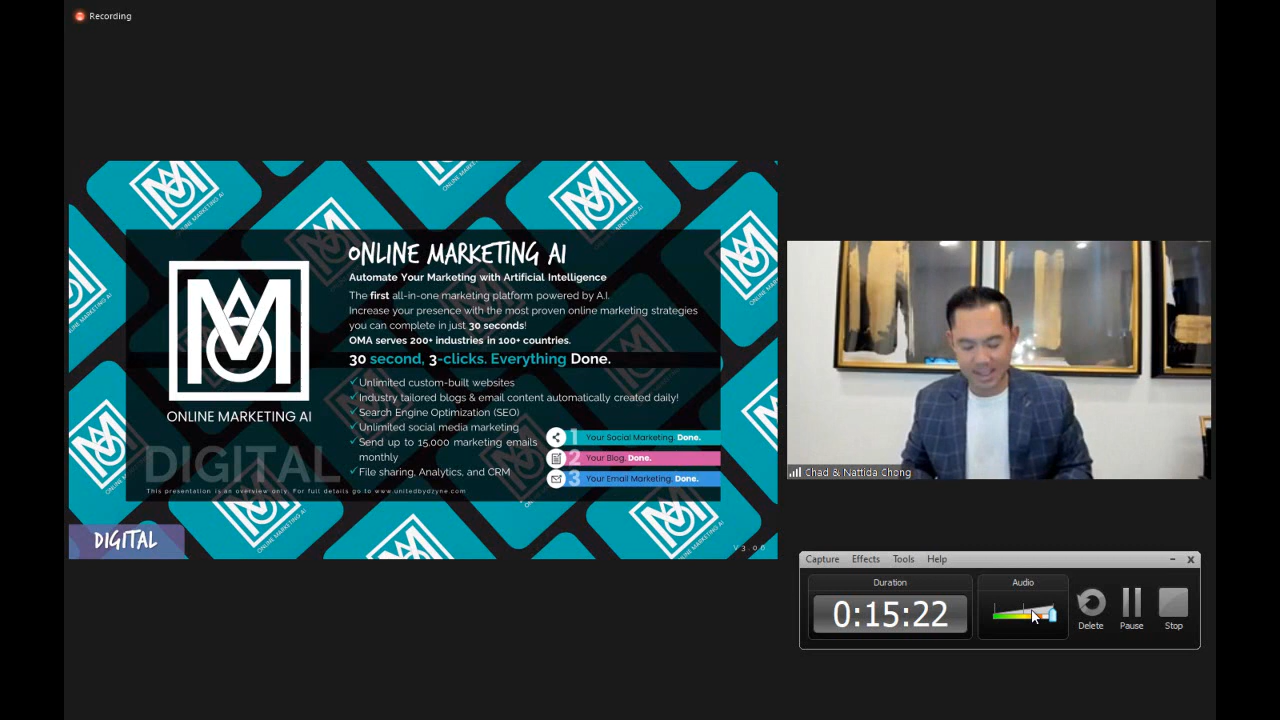 Recording
ONLINE MARKETING AI
Automate Your Marketing with Artificial Intelligence
The first all-in-one marketing platform powered by A.I.
Increase your presence with the most proven online marketing strategies
you can complete in just 30 seconds!
OMA serves 200+ industries in 100+ countries.
30 second, 3-clicks. Everything Done.
✓Unlimited custom-built websites
✓Industry tailored blogs & email content automatically created daily!
✓Search Engine Optimization (SEO)
✓Unlimited social media marketing
✓Send up to 15,000 marketing emails
monthly
✓File sharing, Analytics, and CRM
1 Your Social Marketing. Done.
2 Your Blog. Done.
3 Your Email Marketing. Done.
ONLINE MARKETING AI
DIGITAL
This presentation is an overview only. For full details go to www.unitedbydzyne.com
DIGITAL
V3.00
Chad & Nattida Chong
Capture Effects Tools Help
Duration
0:15:22
Audio
Delete Pause Stop